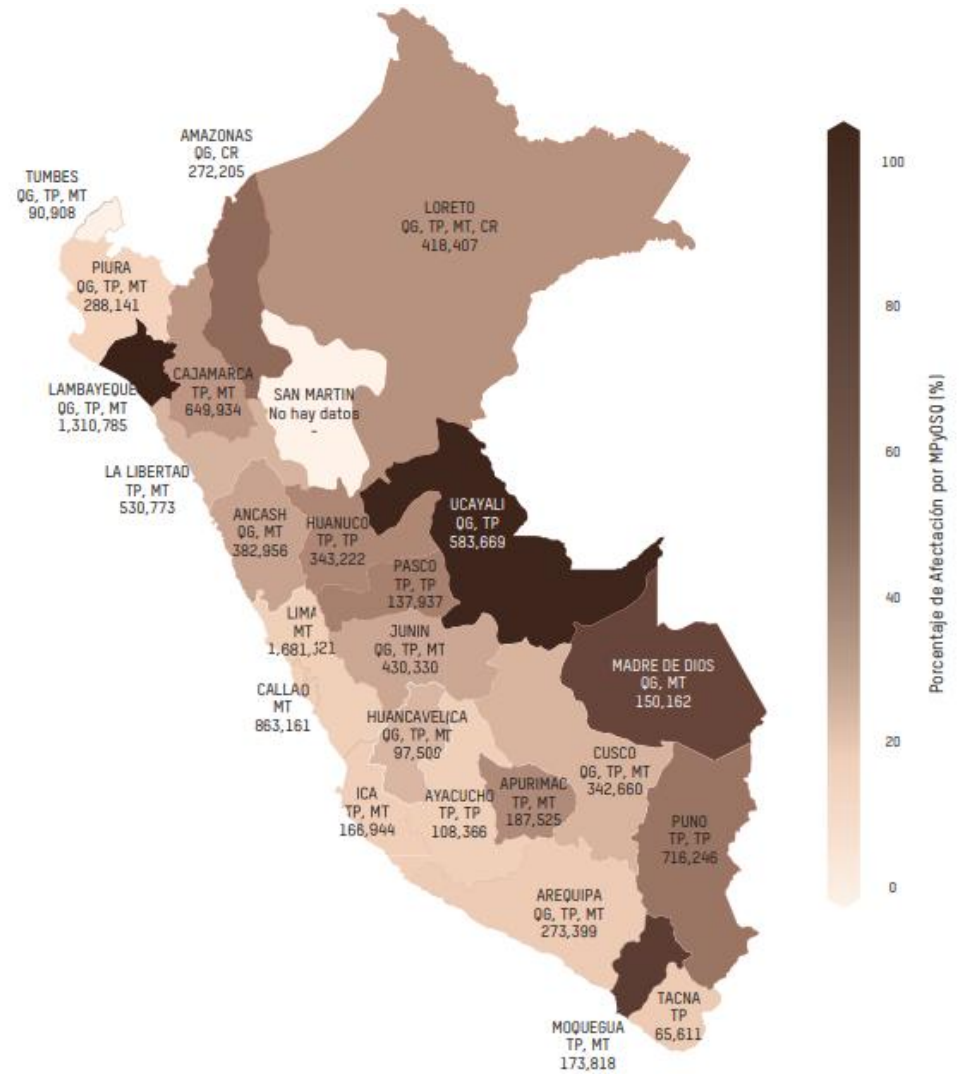 AMAZONAS
QG, CR
272,205
TUMBES
QG, TP, MT
90,908
LORETO
QG, TP, MT, CR
418,407
PIURA
QG, TP, MT
288,141
CAJAMARCA
TP, MT
649,934
SAN MARTIN
No hay datos
-
LAMBAYEQUE
QG, TP, MT
1,310,785
LA LIBERTAD
TP, MT
530,773
ANCASH
QG, MT
382,956
HUANUCO
TP, TP
343,222
UCAYALI
QG, TP
583,669
PASCO
TP, TP
137,937
LIMA
MT
JUNIN
QG, TP, MT
430,330
MADRE DE DIOS
QG, MT
150,162
CALLAO
MT
863,161
HUANCAVELICA
QG, TP, MT
97,500
CUSCO
QG, TP, MT
342,660
ICA
TP, MT
166,944
AYACUCHO
TP, TP
108,366
APURIMAC
TP, MT
187,525
PUNO
TP, TP
716,246
AREQUIPA
QG, TP, MT
273,399
TACNA
TP
65,611
MOQUEGUA
TP, MT
173,818
100
80
60
40
20
0
Porcentaje de Afectación por MPyOSQ (%)